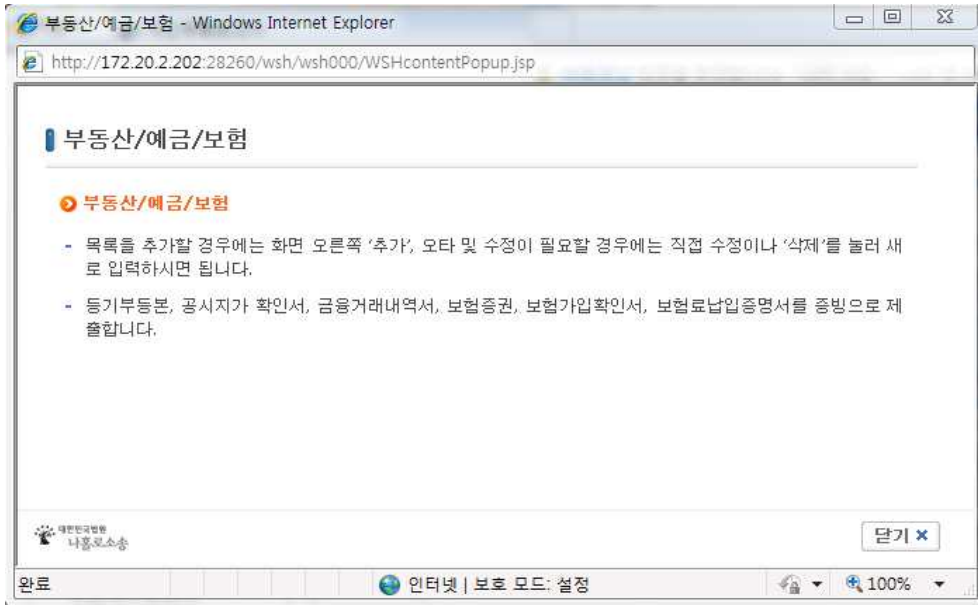 부동산/예금/보험 - Windows Internet Explorer
http://172.20.2.202:28260/wsh/wsh000/WSHcontentPopup.jsp
부동산/예금/보험
부동산/예금/보험
- 목록을 추가할 경우에는 화면 오른쪽 '추가', 오타 및 수정이 필요할 경우에는 직접 수정이나 '삭제'를 눌러 새
로 입력하시면 됩니다.
- 등기부등본, 공시지가 확인서, 금융거래내역서, 보험증권, 보험가입확인서, 보험료납입증명서를 증빙으로 제
출합니다.
대한민국법원
나홀로소송
닫기
완료
인터넷 | 보호 모드: 설정
100%